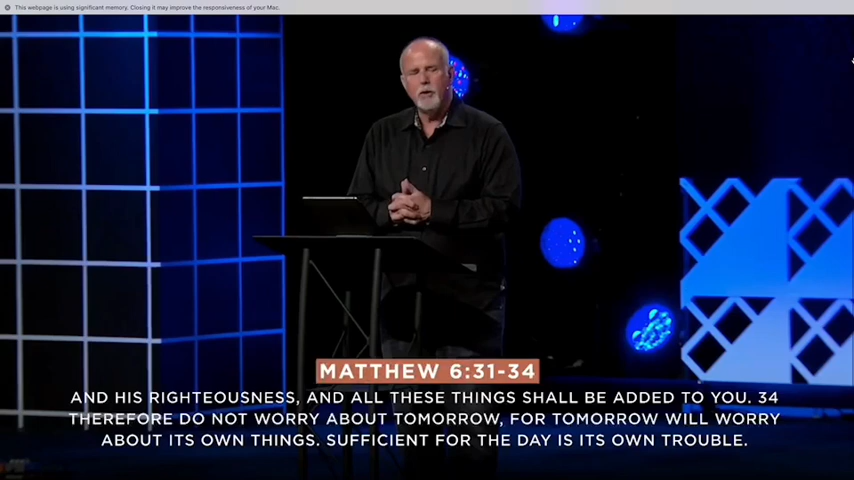 This webpage is using significant memory. Closing it may improve the responsiveness of your Mac.
MATTHEW 6:31-34
AND HIS RIGHTEOUSNESS, AND ALL THESE THINGS SHALL BE ADDED TO YOU. 34
THEREFORE DO NOT WORRY ABOUT TOMORROW, FOR TOMORROW WILL WORRY
ABOUT ITS OWN THINGS. SUFFICIENT FOR THE DAY IS ITS OWN TROUBLE.